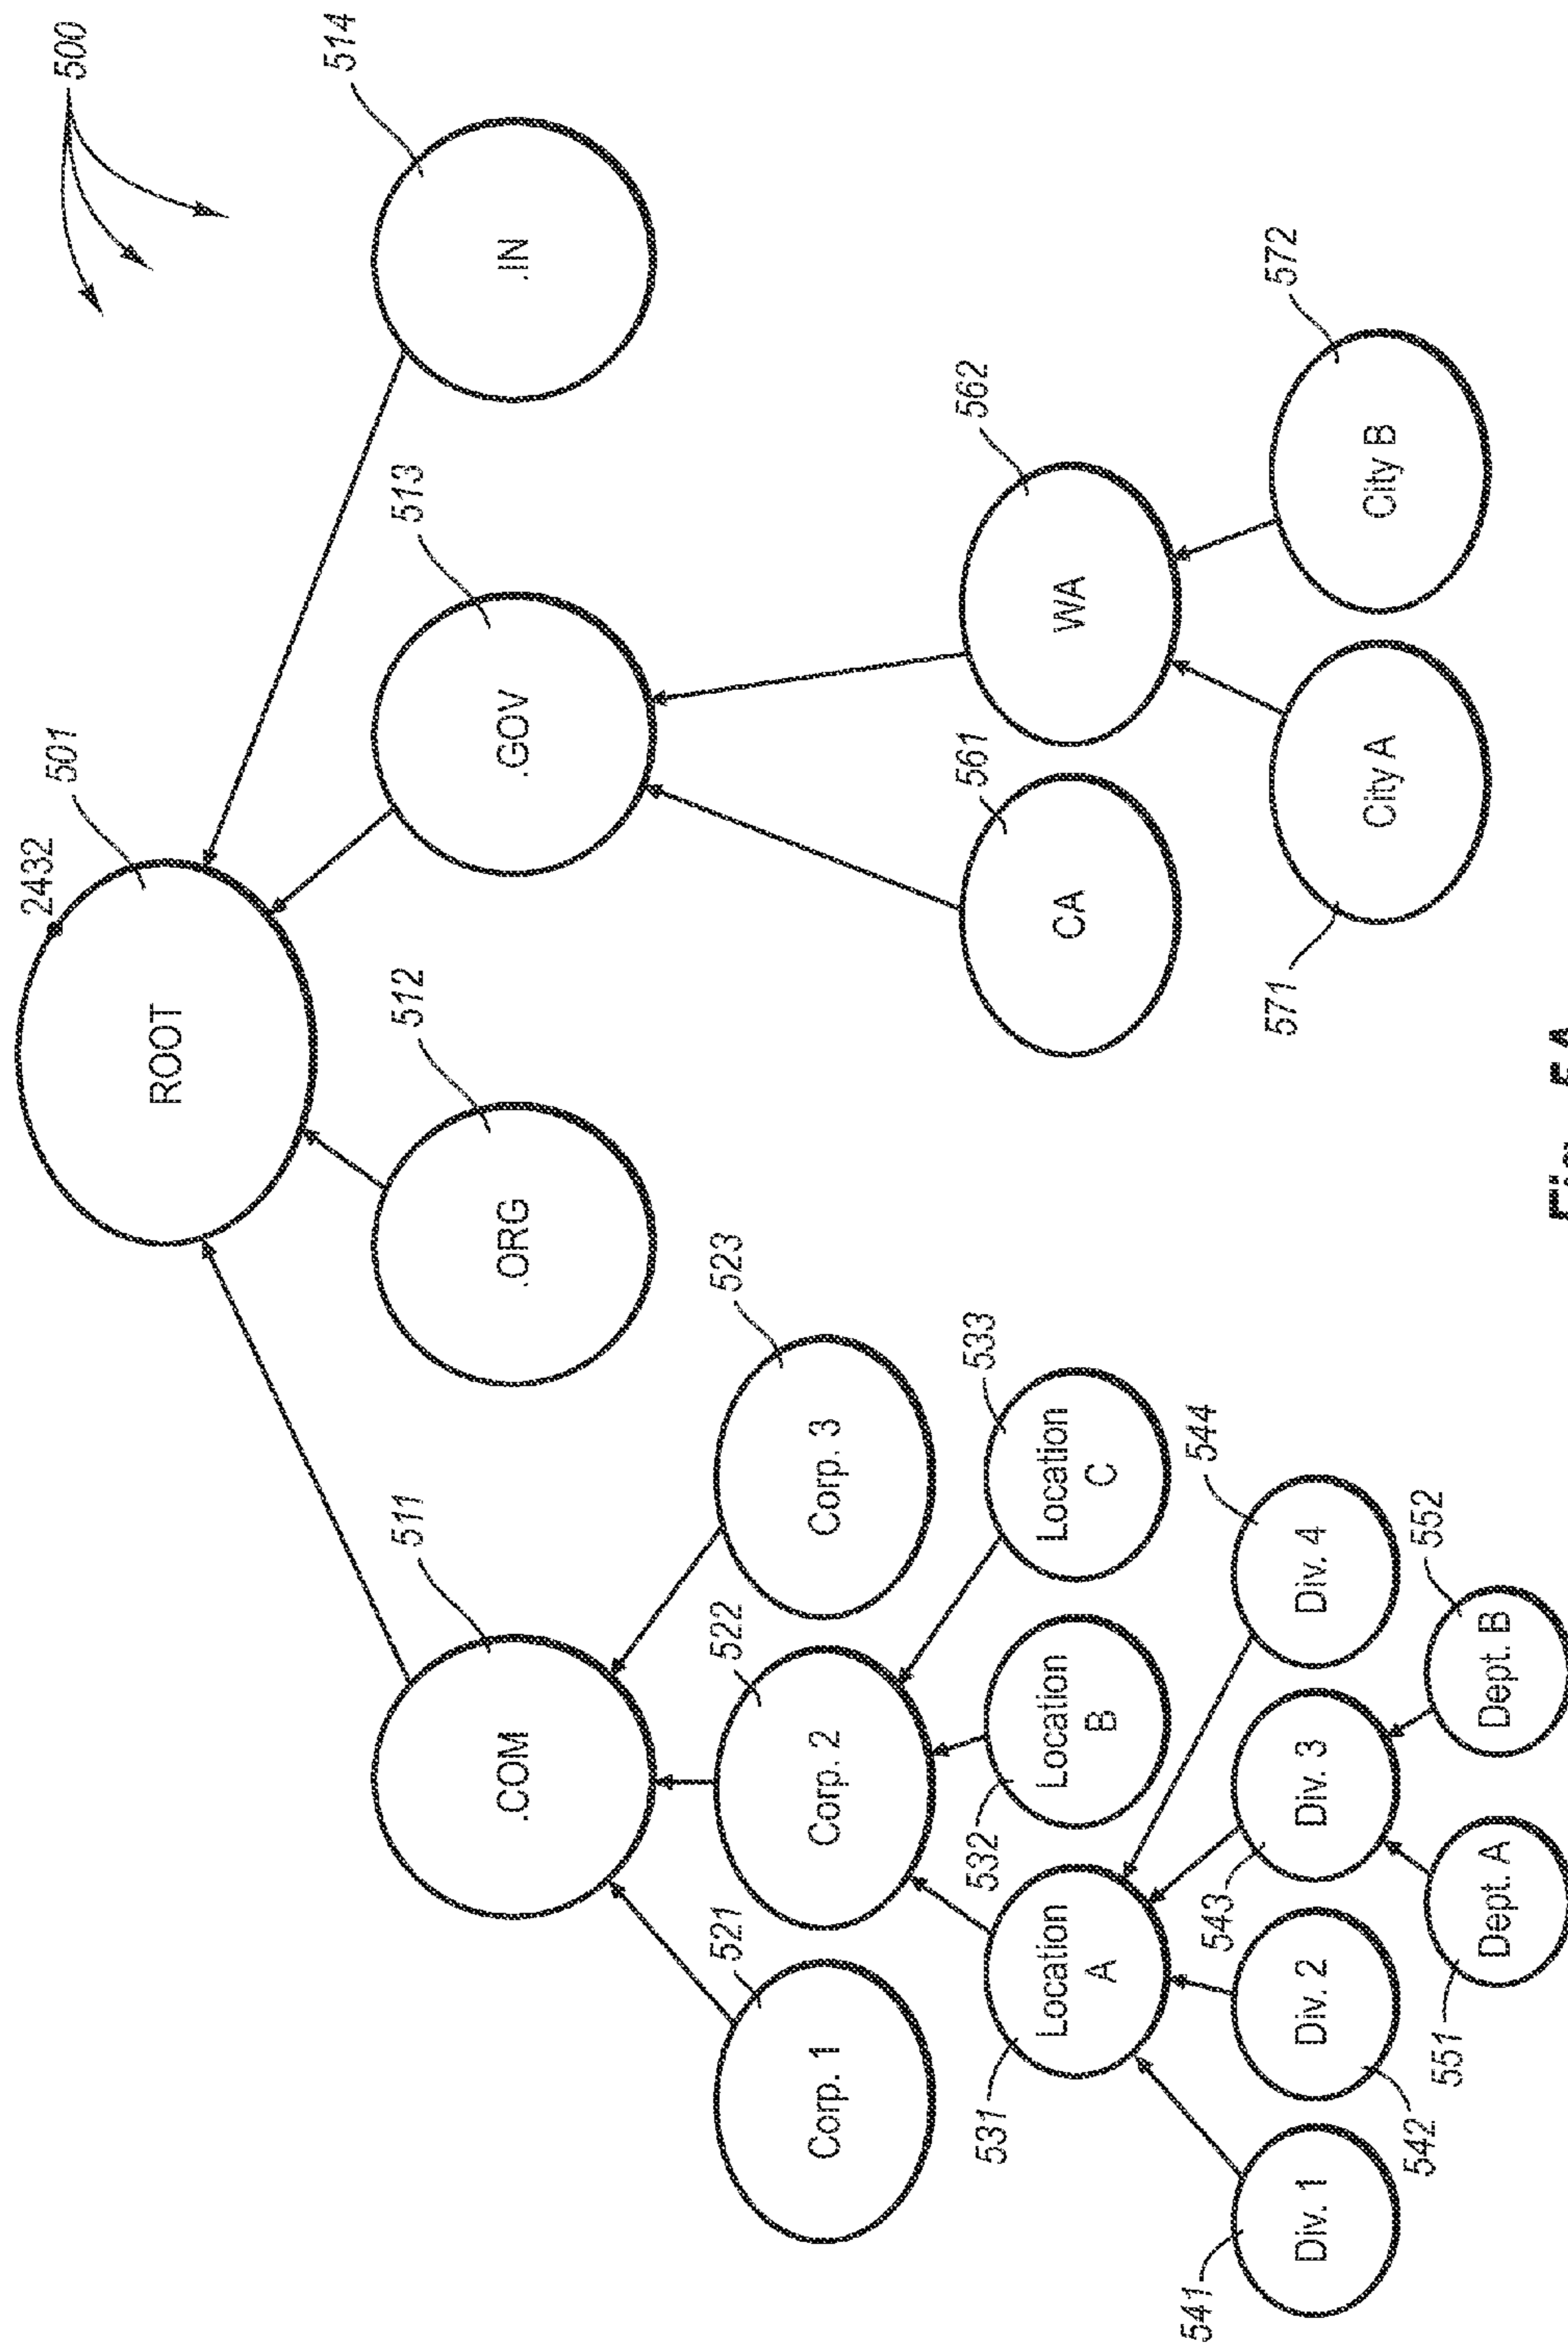 500
2432
501
ROOT
514
.IN
513
.GOV
512
.ORG
511
.COM
521
Corp. 1
522
Corp. 2
523
Corp. 3
561
CA
562
WA
531
Location
A
532
Location
B
533
Location
C
571
City A
572
City B
541
Div. 1
542
Div. 2
543
Div. 3
544
Div. 4
551
Dept. A
552
Dept. B